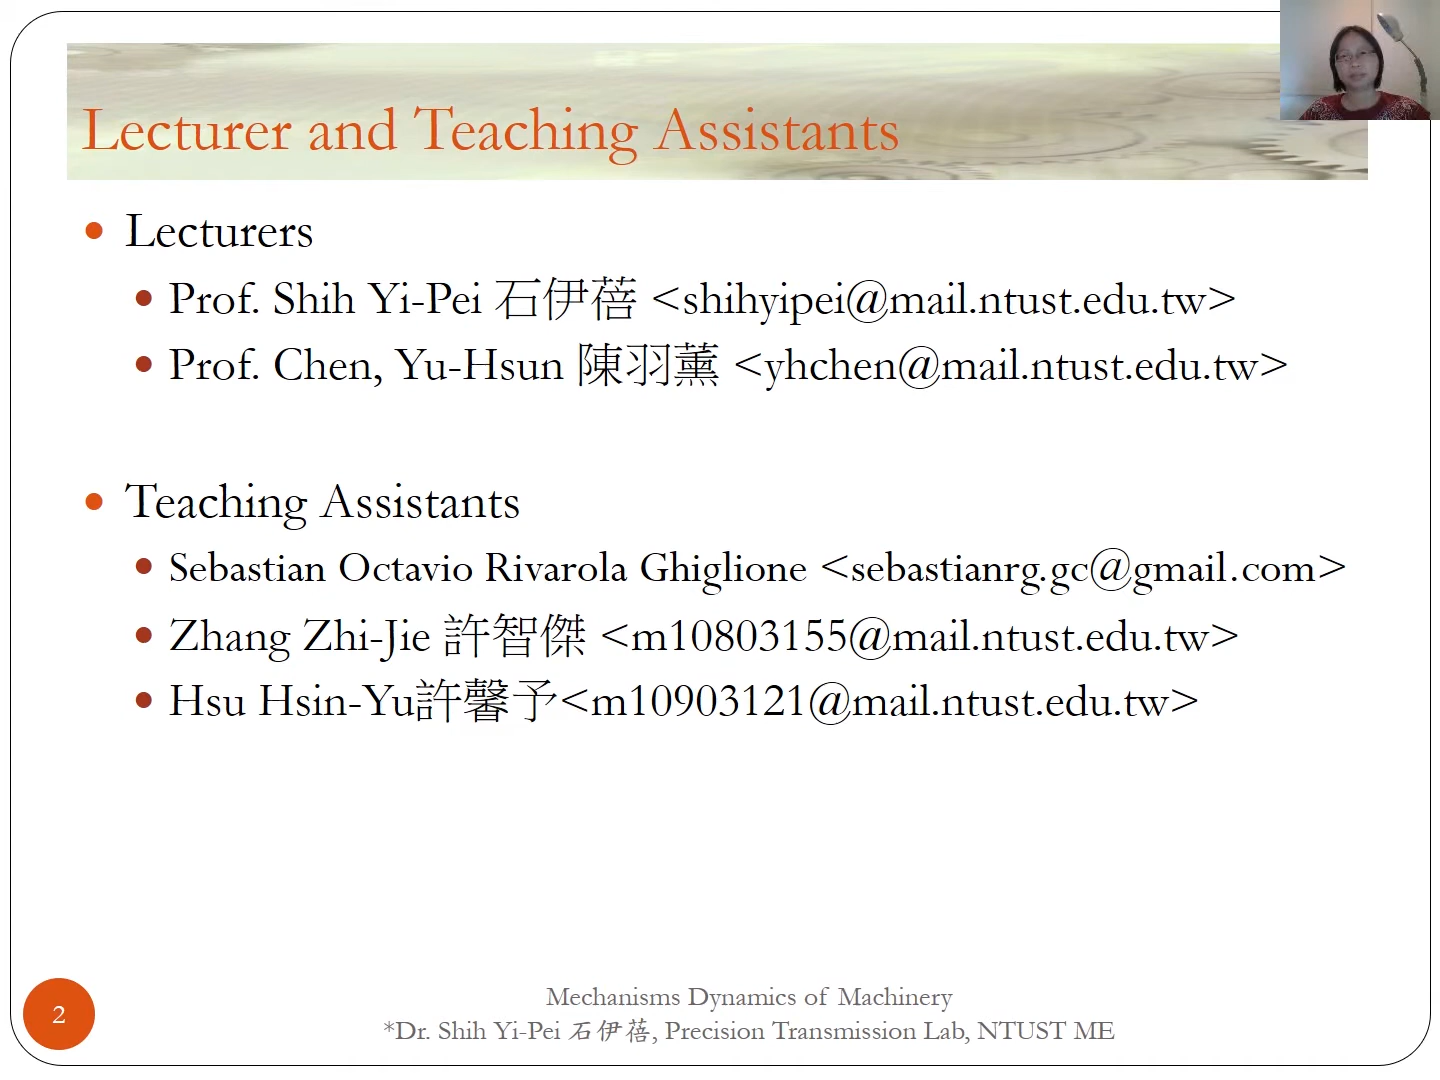 Lecturer and Teaching Assistants
• Lecturers
• Prof. Shih Yi-Pei 石伊蓓 <shihyipei@mail.ntust.edu.tw>
• Prof. Chen, Yu-Hsun 陳羽薰 <yhchen@mail.ntust.edu.tw>
• Teaching Assistants
• Sebastian Octavio Rivarola Ghiglione <sebastianrg.gc@gmail.com>
• Zhang Zhi-Jie 許智傑 <m10803155@mail.ntust.edu.tw>
• Hsu Hsin-Yu許馨予<m10903121@mail.ntust.edu.tw>
2
Mechanisms Dynamics of Machinery
*Dr. Shih Yi-Pei 石伊蓓, Precision Transmission Lab, NTUST ME